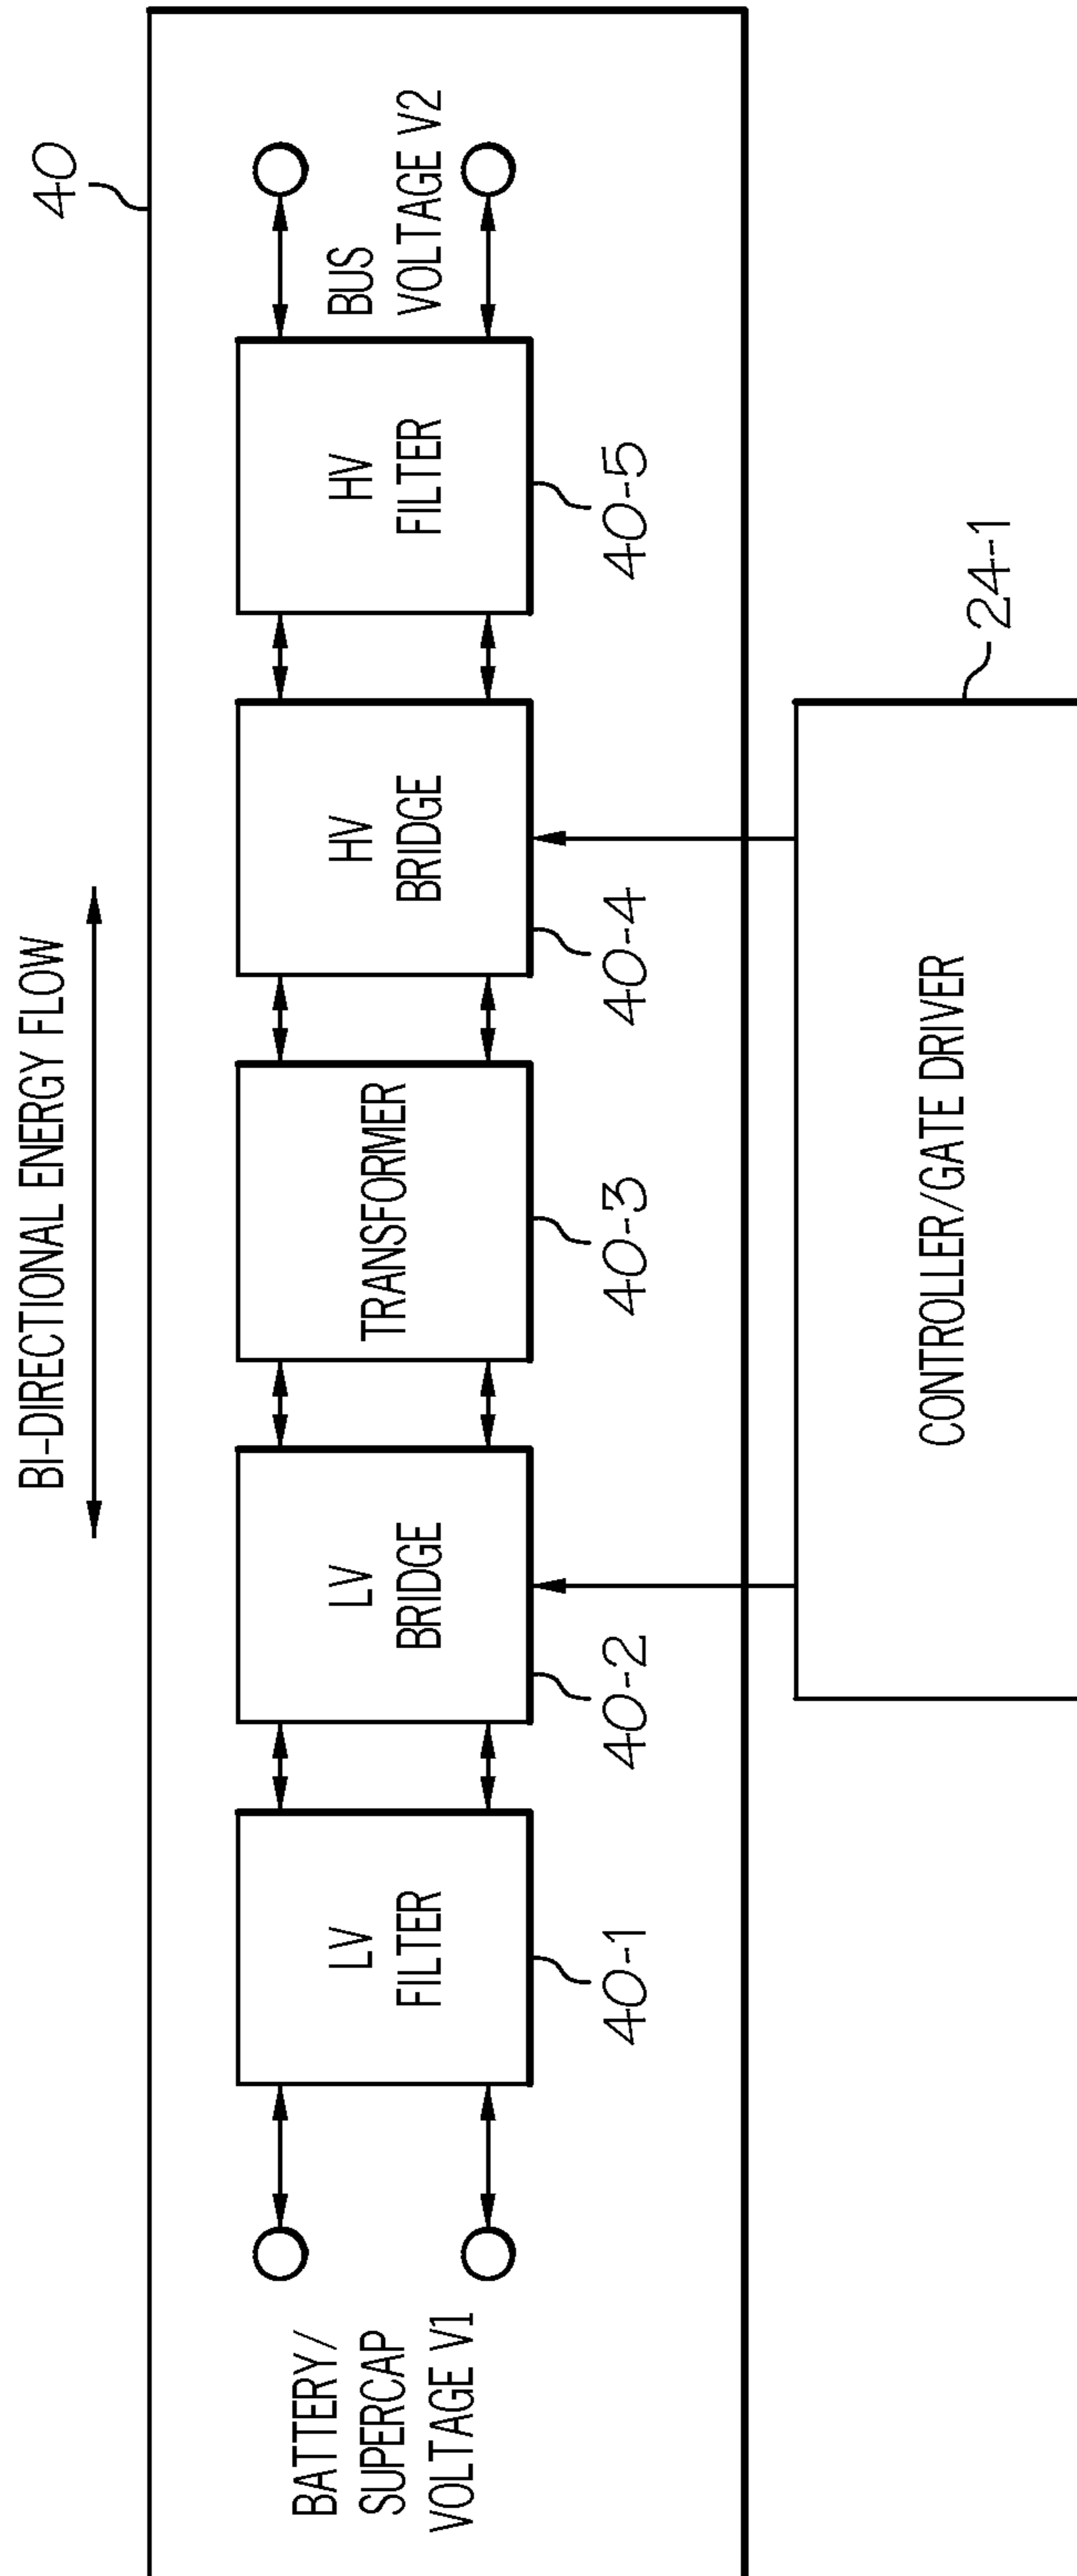 BI-DIRECTIONAL ENERGY FLOW
40
BATTERY/
SUPERCAP
VOLTAGE V1
LV
FILTER
LV
BRIDGE
TRANSFORMER
HV
BRIDGE
HV
FILTER
BUS
VOLTAGE V2
40-1
40-2
40-3
40-4
40-5
24-1
CONTROLLER/GATE DRIVER